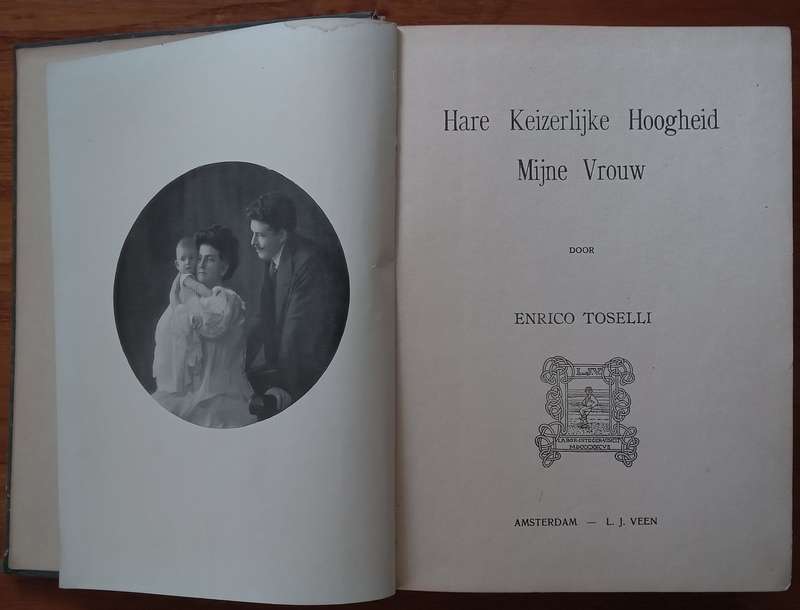 Hare Keizerlijke Hoogheid
Mijne Vrouw
DOOR
ENRICO TOSELLI
L.J.V.
AMSTERDAM — L. J. VEEN